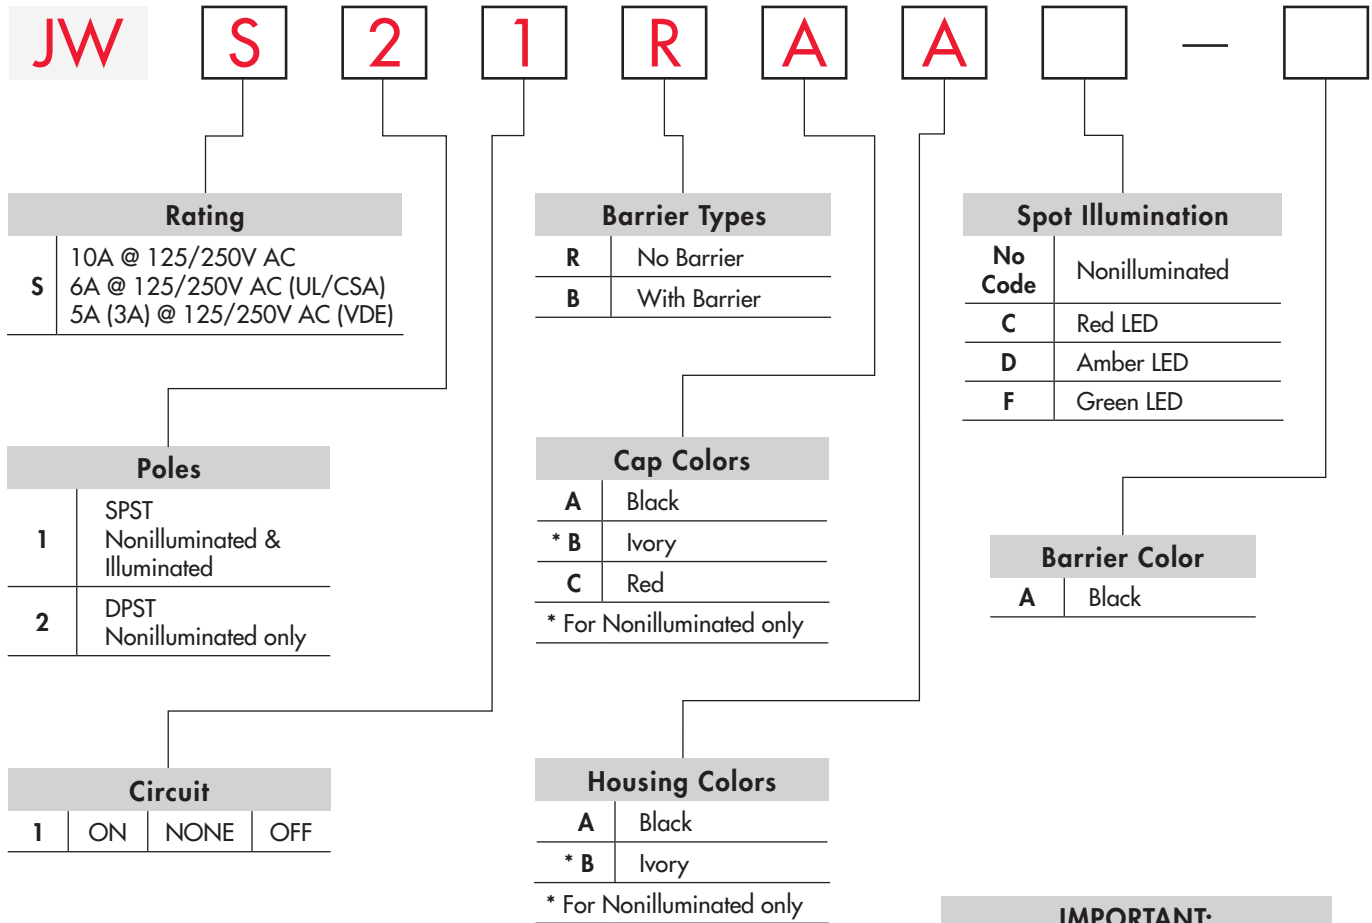 JW S 2 1 R A A —
Rating
S
10A @ 125/250V AC
6A @ 125/250V AC (UL/CSA)
5A (3A) @ 125/250V AC (VDE)
Poles
1
SPST
Nonilluminated &
Illuminated
2
DPST
Nonilluminated only
Circuit
1 ON NONE OFF
Barrier Types
R No Barrier
B With Barrier
Cap Colors
A Black
* B Ivory
C Red
* For Nonilluminated only
Housing Colors
A Black
* B Ivory
* For Nonilluminated only
Spot Illumination
No
Code
Nonilluminated
C Red LED
D Amber LED
F Green LED
Barrier Color
A Black
IMPORTANT: